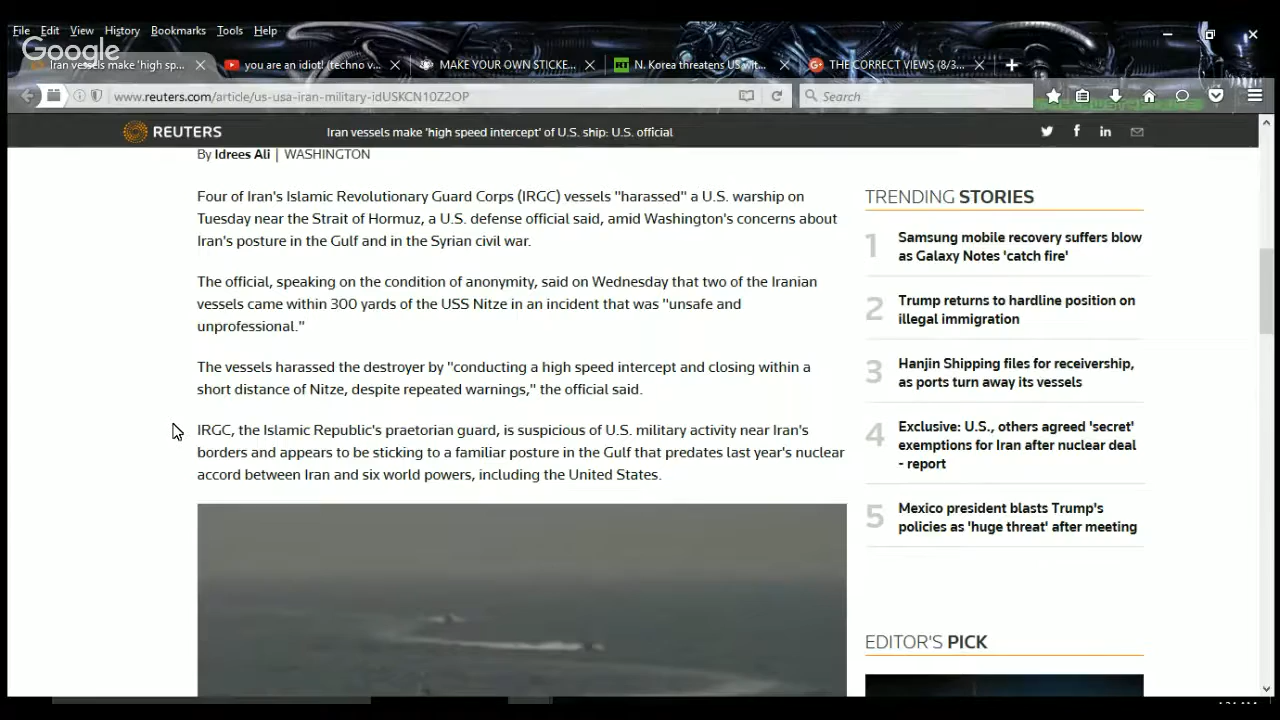 File Edit View History Bookmarks Tools Help
Google
Iran vessels make 'high sp...
you are an idiot! (techno v...
MAKE YOUR OWN STICKE...
RT N. Korea threatens US wit...
THE CORRECT VIEWS (8/3...
www.reuters.com/article/us-usa-iran-military-idUSKCN10Z2OP
Search
REUTERS
Iran vessels make 'high speed intercept' of U.S. ship: U.S. official
By Idrees Ali | WASHINGTON
Four of Iran's Islamic Revolutionary Guard Corps (IRGC) vessels "harassed" a U.S. warship on
Tuesday near the Strait of Hormuz, a U.S. defense official said, amid Washington's concerns about
Iran's posture in the Gulf and in the Syrian civil war.
The official, speaking on the condition of anonymity, said on Wednesday that two of the Iranian
vessels came within 300 yards of the USS Nitze in an incident that was "unsafe and
unprofessional."
The vessels harassed the destroyer by "conducting a high speed intercept and closing within a
short distance of Nitze, despite repeated warnings," the official said.
IRGC, the Islamic Republic's praetorian guard, is suspicious of U.S. military activity near Iran's
borders and appears to be sticking to a familiar posture in the Gulf that predates last year's nuclear
accord between Iran and six world powers, including the United States.
TRENDING STORIES
1 Samsung mobile recovery suffers blow
as Galaxy Notes 'catch fire'
2 Trump returns to hardline position on
illegal immigration
3 Hanjin Shipping files for receivership,
as ports turn away its vessels
4 Exclusive: U.S., others agreed 'secret'
exemptions for Iran after nuclear deal
- report
5 Mexico president blasts Trump's
policies as 'huge threat' after meeting
EDITOR'S PICK